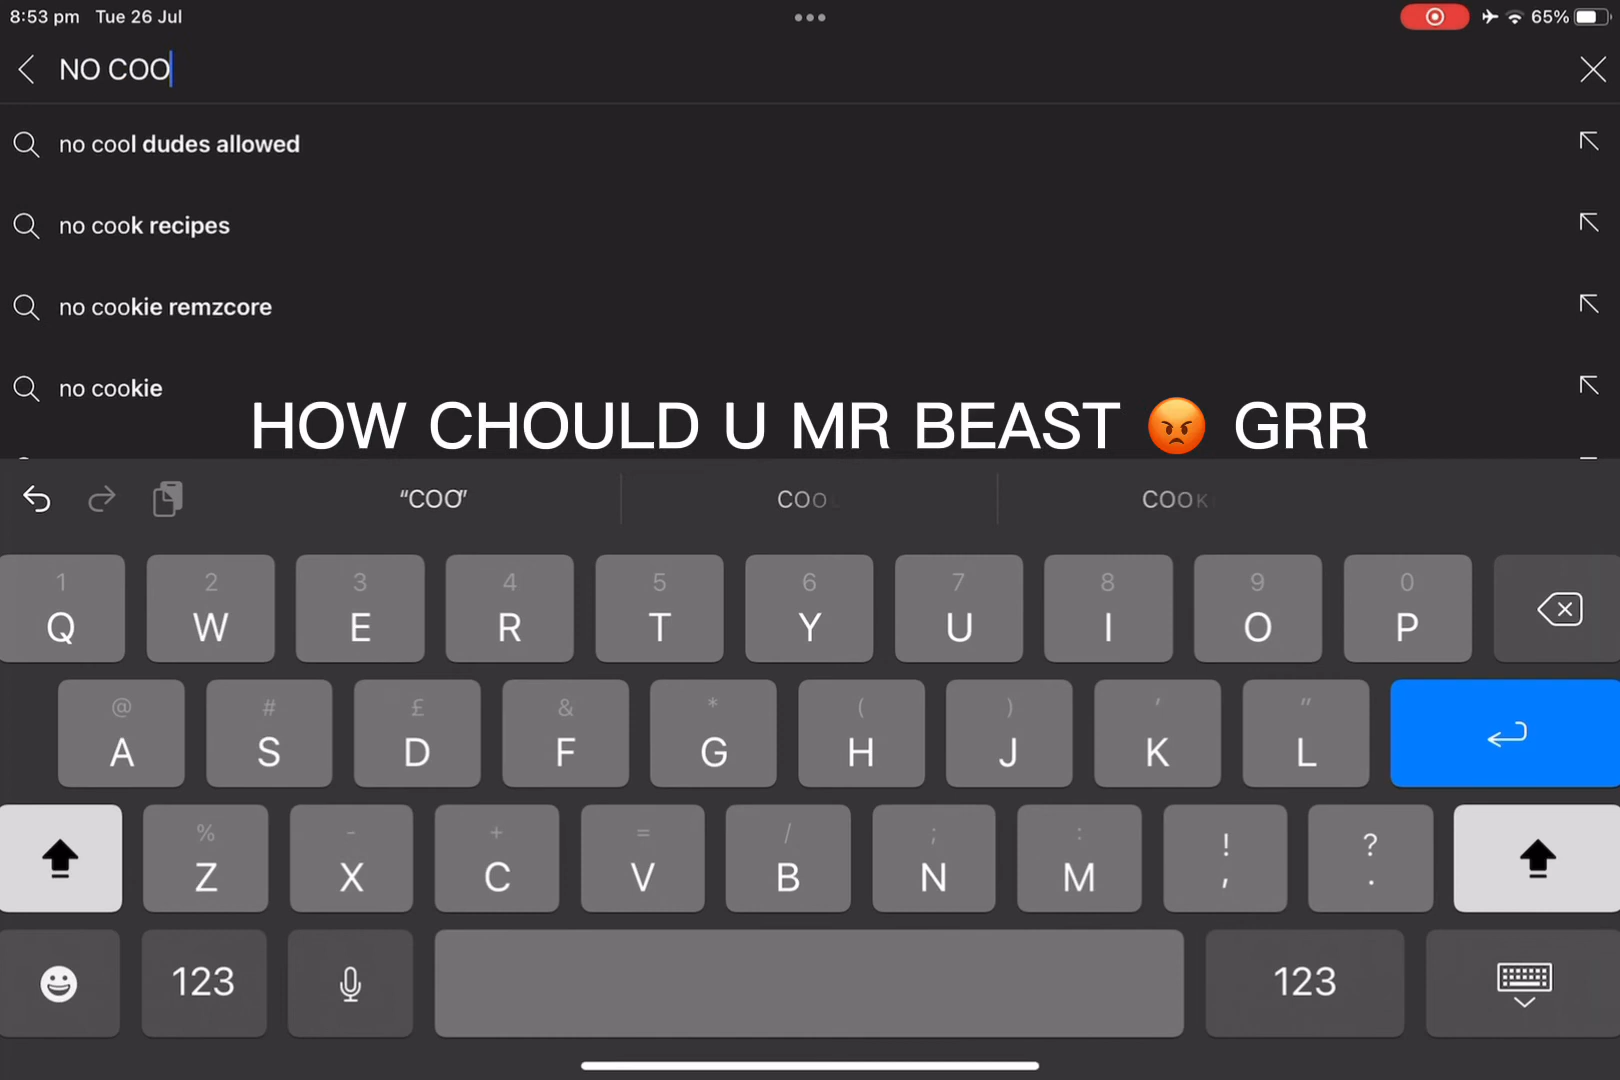 8:53 pm Tue 26 Jul
65%
NO COO
no cool dudes allowed
no cook recipes
no cookie remzcore
no cookie
HOW CHOULD U MR BEAST 😡 GRR
“COO” COO COOK
1 2 3 4 5 6 7 8 9 0
Q W E R T Y U I O P
@ # £ & * ( ) ' "
A S D F G H J K L
% - + = / ; : ! ?
Z X C V B N M , .
123 123